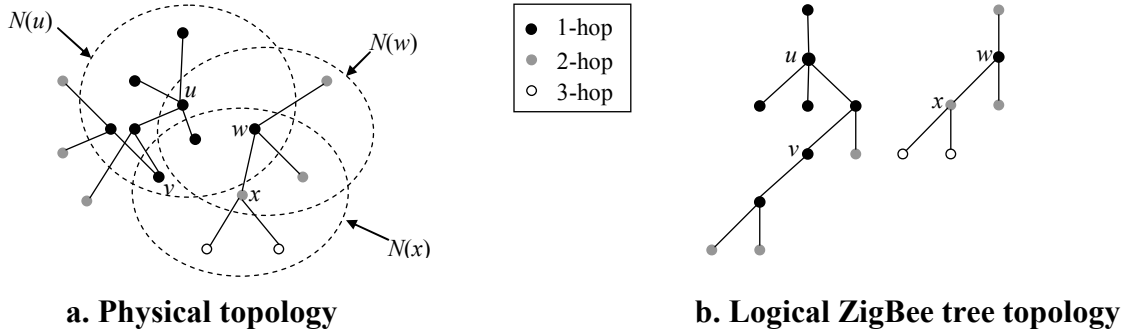 N(u)
N(w)
u
w
v
x
N(x)
1-hop
2-hop
3-hop
u
w
x
v
a. Physical topology
b. Logical ZigBee tree topology